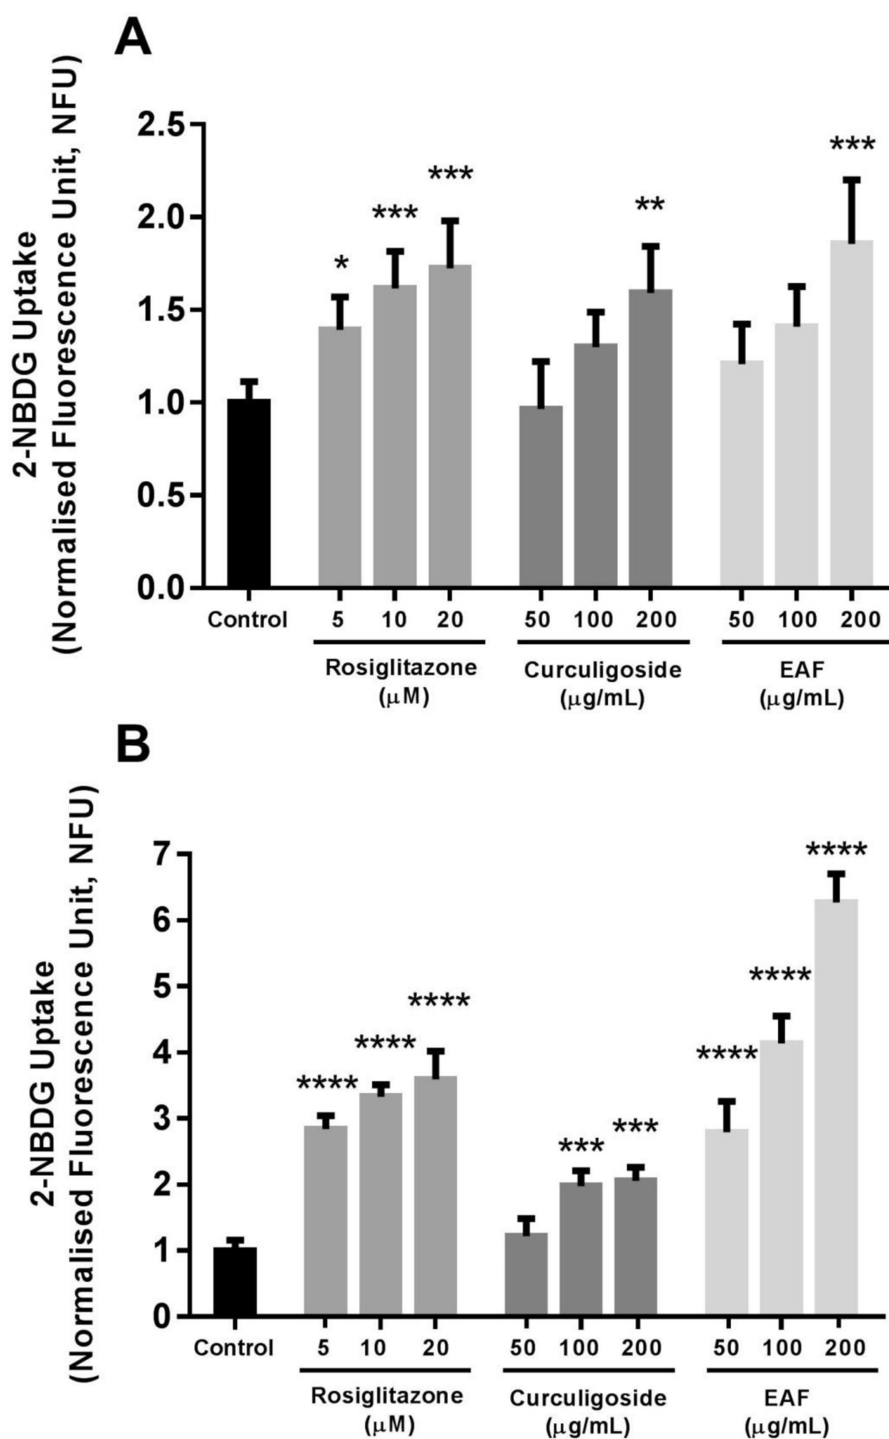 A
2-NBDG Uptake
(Normalised Fluorescence Unit, NFU)
2.5
2.0
1.5
1.0
0.5
0.0
*
***
***
**
***
Control
5
10
20
50
100
200
50
100
200
Rosiglitazone
(μM)
Curculigoside
(μg/mL)
EAF
(μg/mL)
B
2-NBDG Uptake
(Normalised Fluorescence Unit, NFU)
7
6
5
4
3
2
1
0
****
****
****
***
***
****
****
****
Control
5
10
20
50
100
200
50
100
200
Rosiglitazone
(μM)
Curculigoside
(μg/mL)
EAF
(μg/mL)